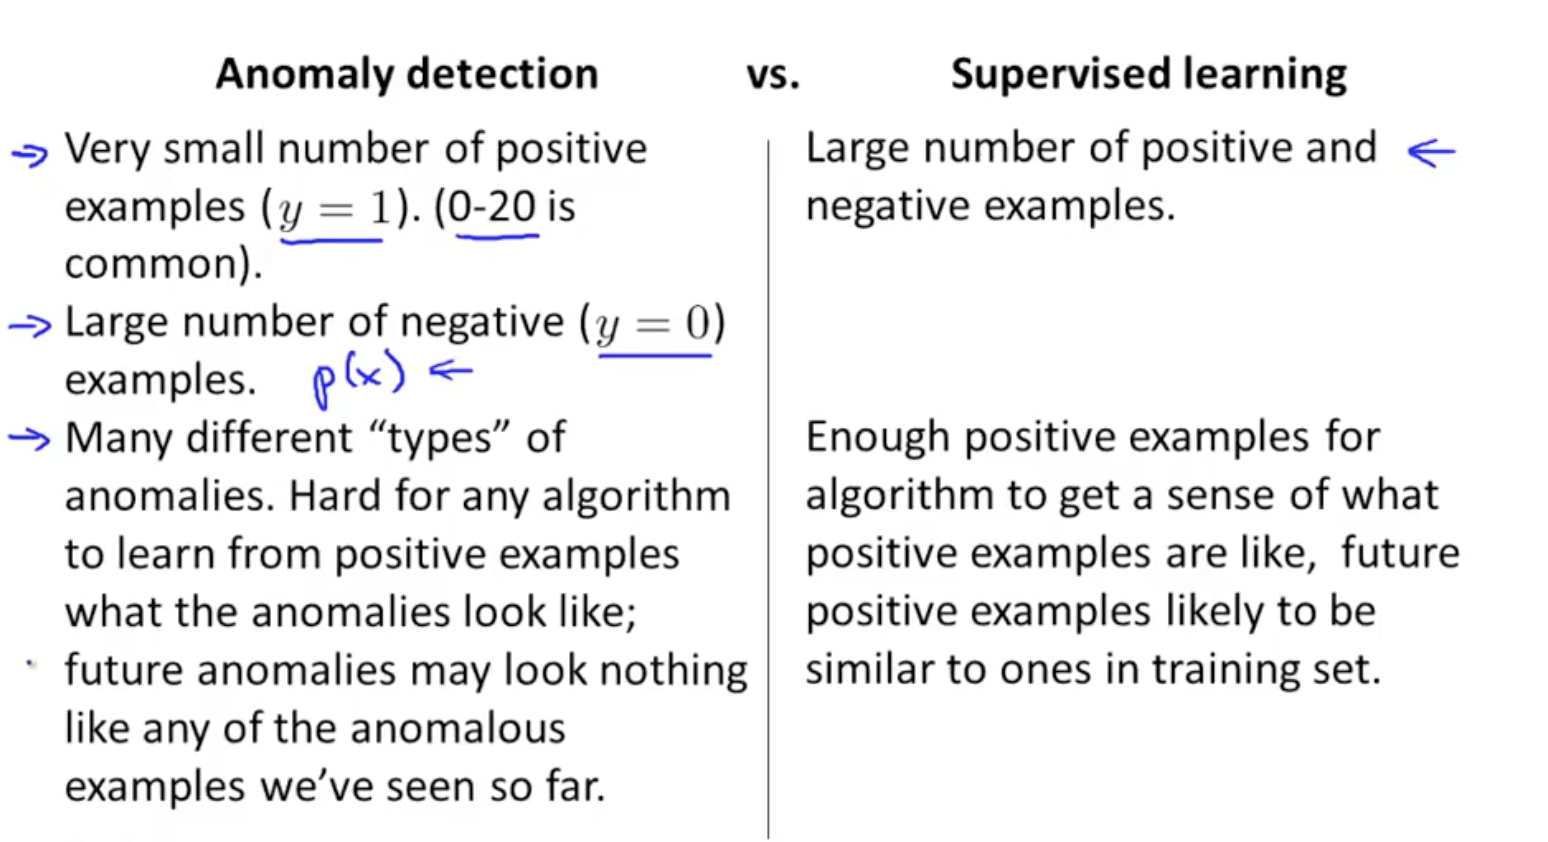 Anomaly detection vs. Supervised learning
Very small number of positive
examples (y = 1). (0-20 is
common).
Large number of negative (y = 0)
examples. p(x)
Many different “types” of
anomalies. Hard for any algorithm
to learn from positive examples
what the anomalies look like;
future anomalies may look nothing
like any of the anomalous
examples we’ve seen so far.
Large number of positive and
negative examples.
Enough positive examples for
algorithm to get a sense of what
positive examples are like, future
positive examples likely to be
similar to ones in training set.